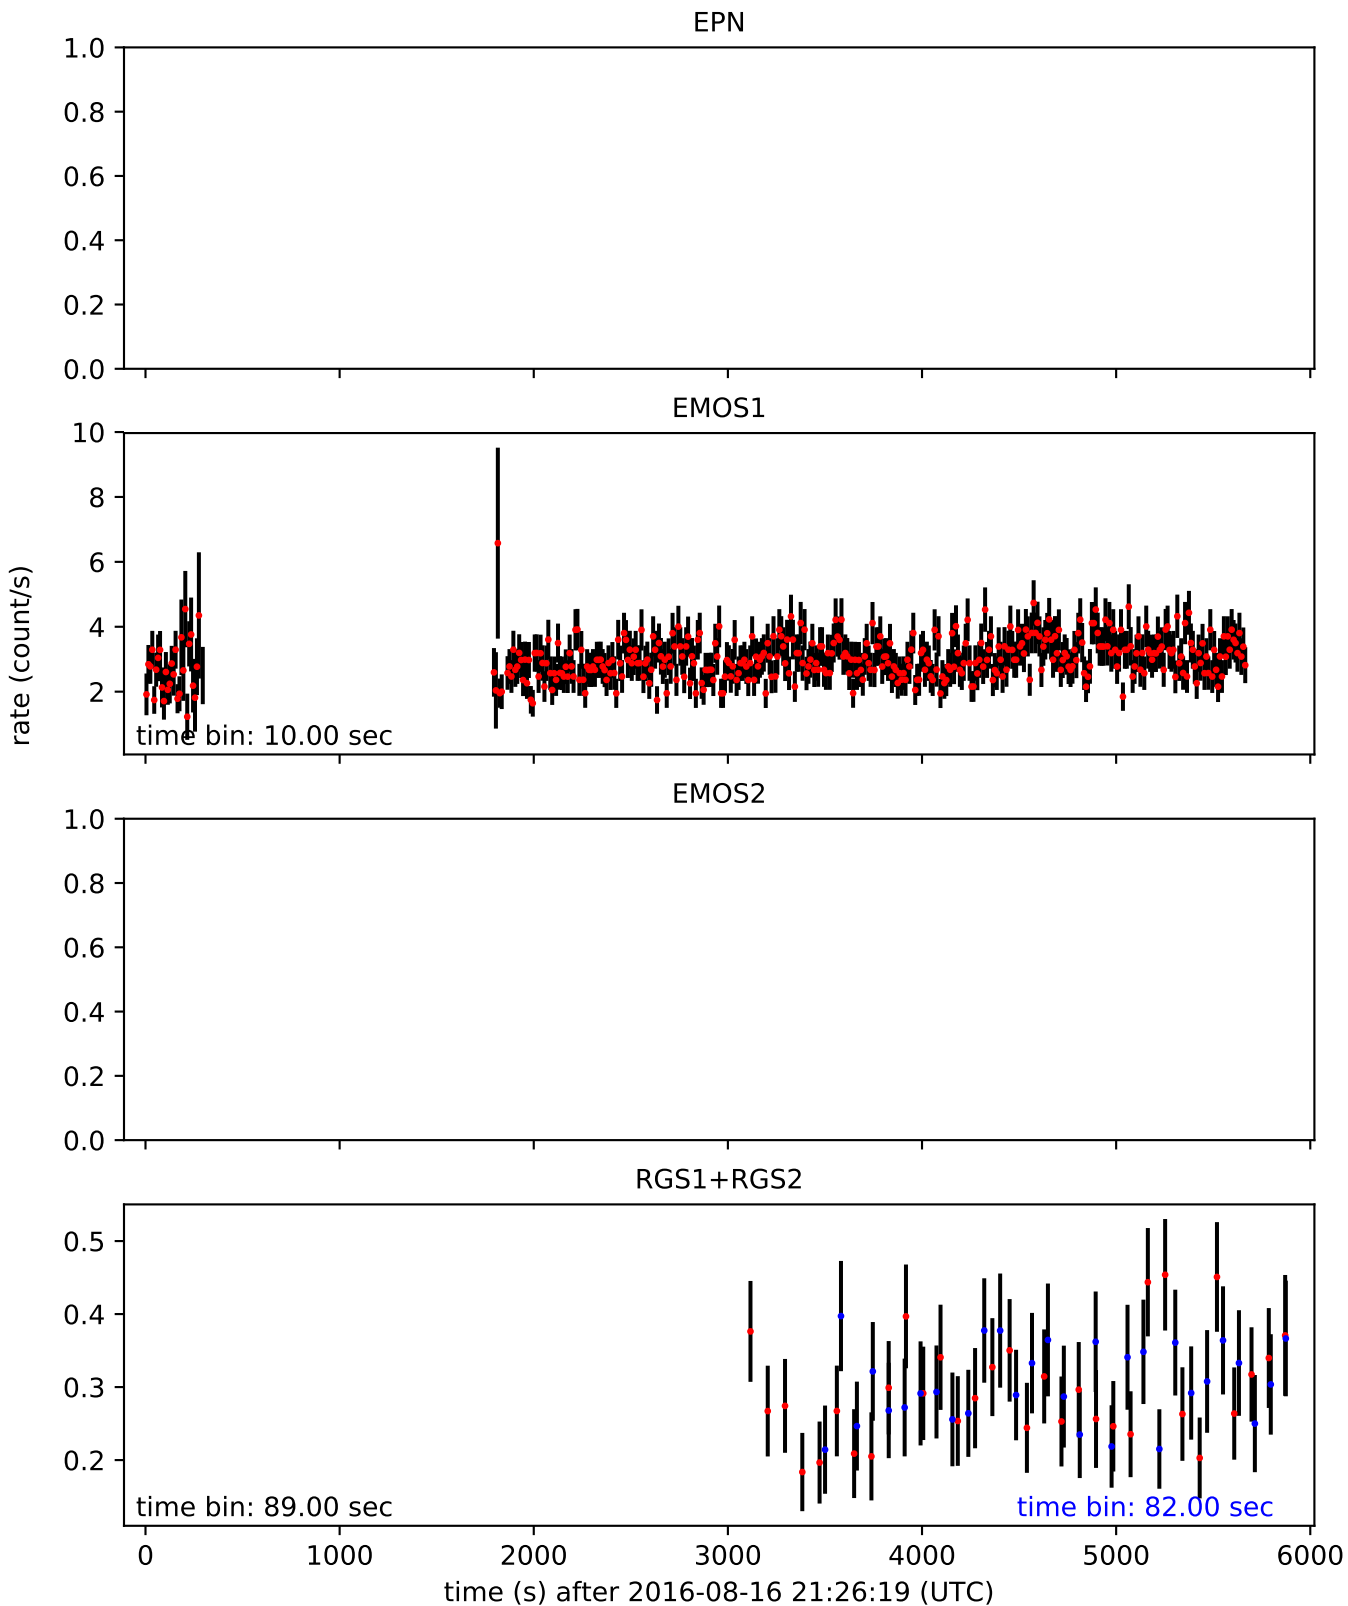 EPN
1.0
0.8
0.6
0.4
0.2
0.0
EMOS1
10
8
6
4
2
time bin: 10.00 sec
rate (count/s)
EMOS2
1.0
0.8
0.6
0.4
0.2
0.0
RGS1+RGS2
0.5
0.4
0.3
0.2
time bin: 89.00 sec
time bin: 82.00 sec
0 1000 2000 3000 4000 5000 6000
time (s) after 2016-08-16 21:26:19 (UTC)